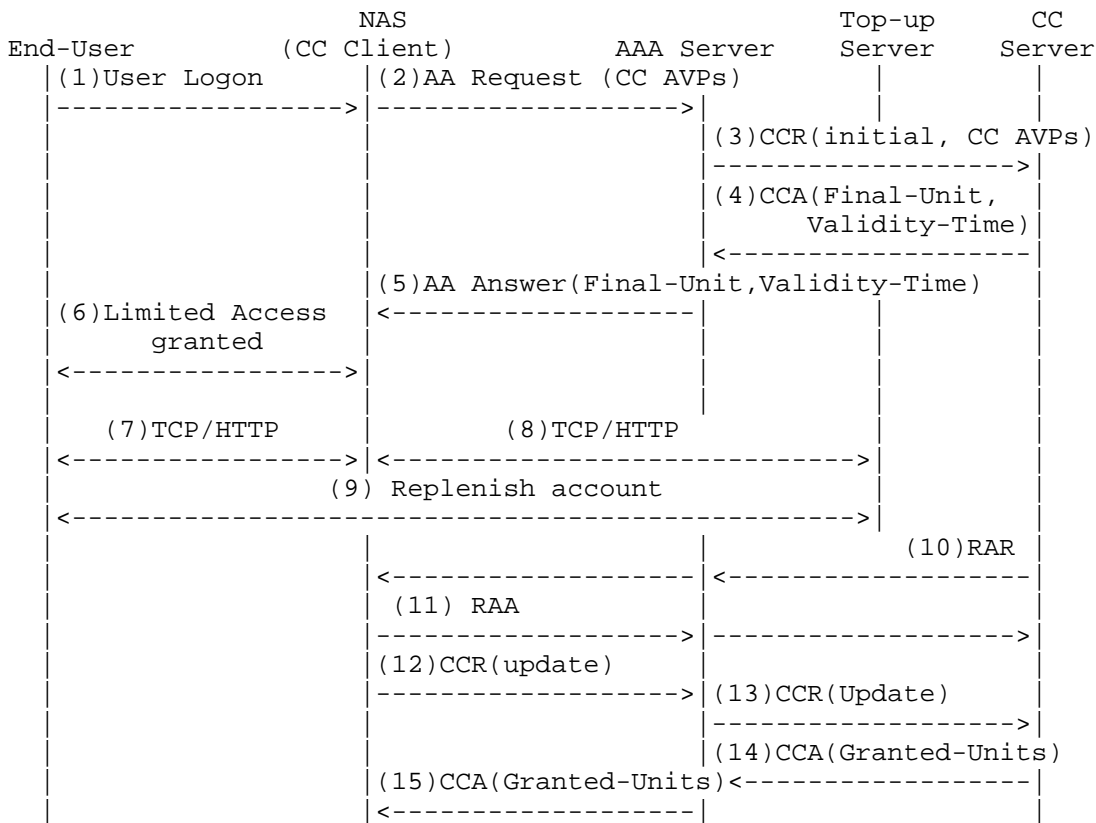 NAS Top-up CC
End-User (CC Client) AAA Server Server Server
(1)User Logon (2)AA Request (CC AVPs)
(3)CCR(initial, CC AVPs)
(4)CCA(Final-Unit,
Validity-Time)
(5)AA Answer(Final-Unit,Validity-Time)
(6)Limited Access
granted
(7)TCP/HTTP (8)TCP/HTTP
(9) Replenish account
(10)RAR
(11) RAA
(12)CCR(update)
(13)CCR(Update)
(14)CCA(Granted-Units)
(15)CCA(Granted-Units)